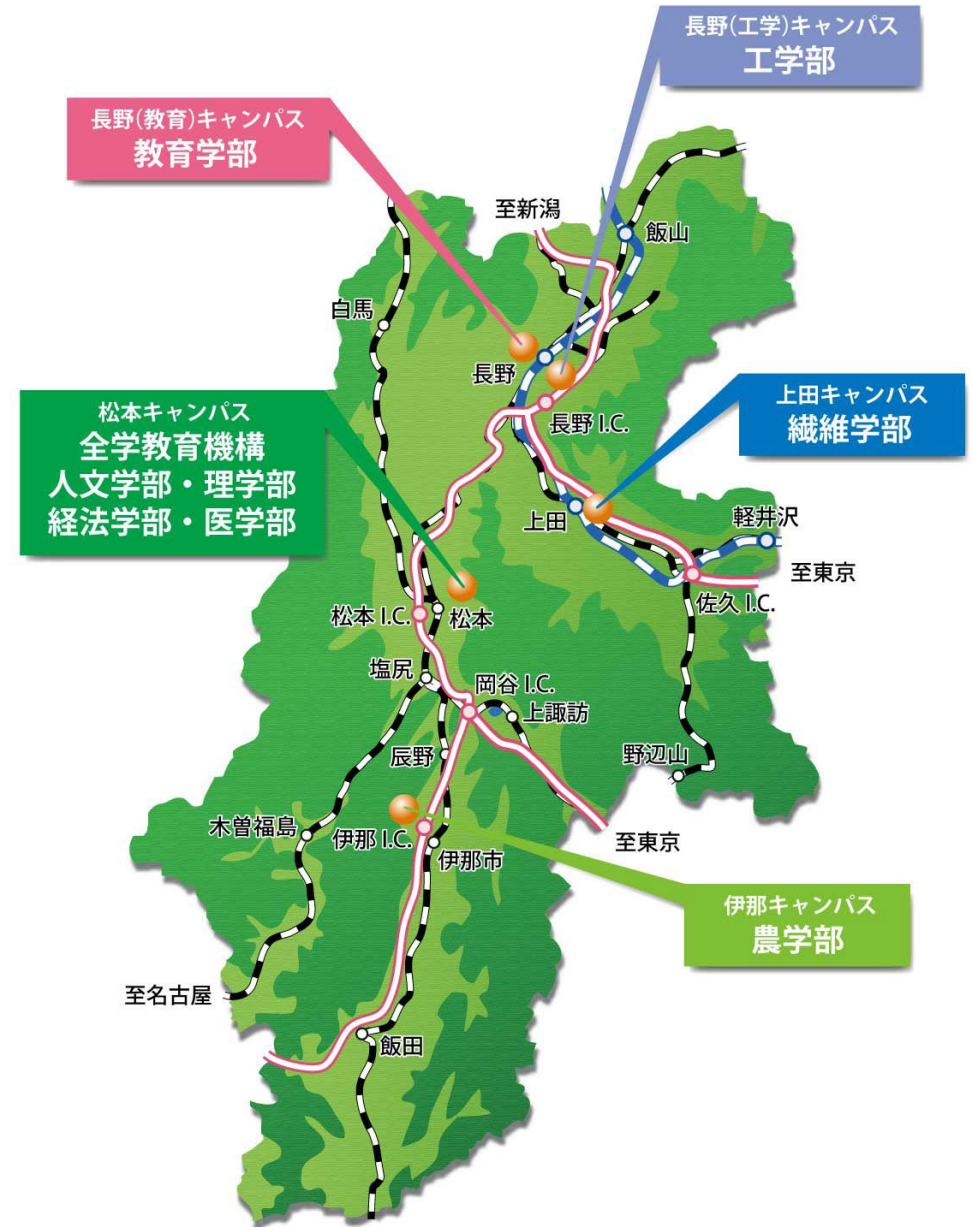 長野(工学)キャンパス
工学部
長野(教育)キャンパス
教育学部
至新潟
飯山
白馬
長野
長野 I.C.
松本キャンパス
全学教育機構
人文学部・理学部
経法学部・医学部
上田キャンパス
繊維学部
上田
軽井沢
至東京
佐久 I.C.
松本 I.C.
松本
塩尻
岡谷 I.C.
上諏訪
辰野
野辺山
木曽福島
伊那 I.C.
伊那市
至東京
伊那キャンパス
農学部
至名古屋
飯田